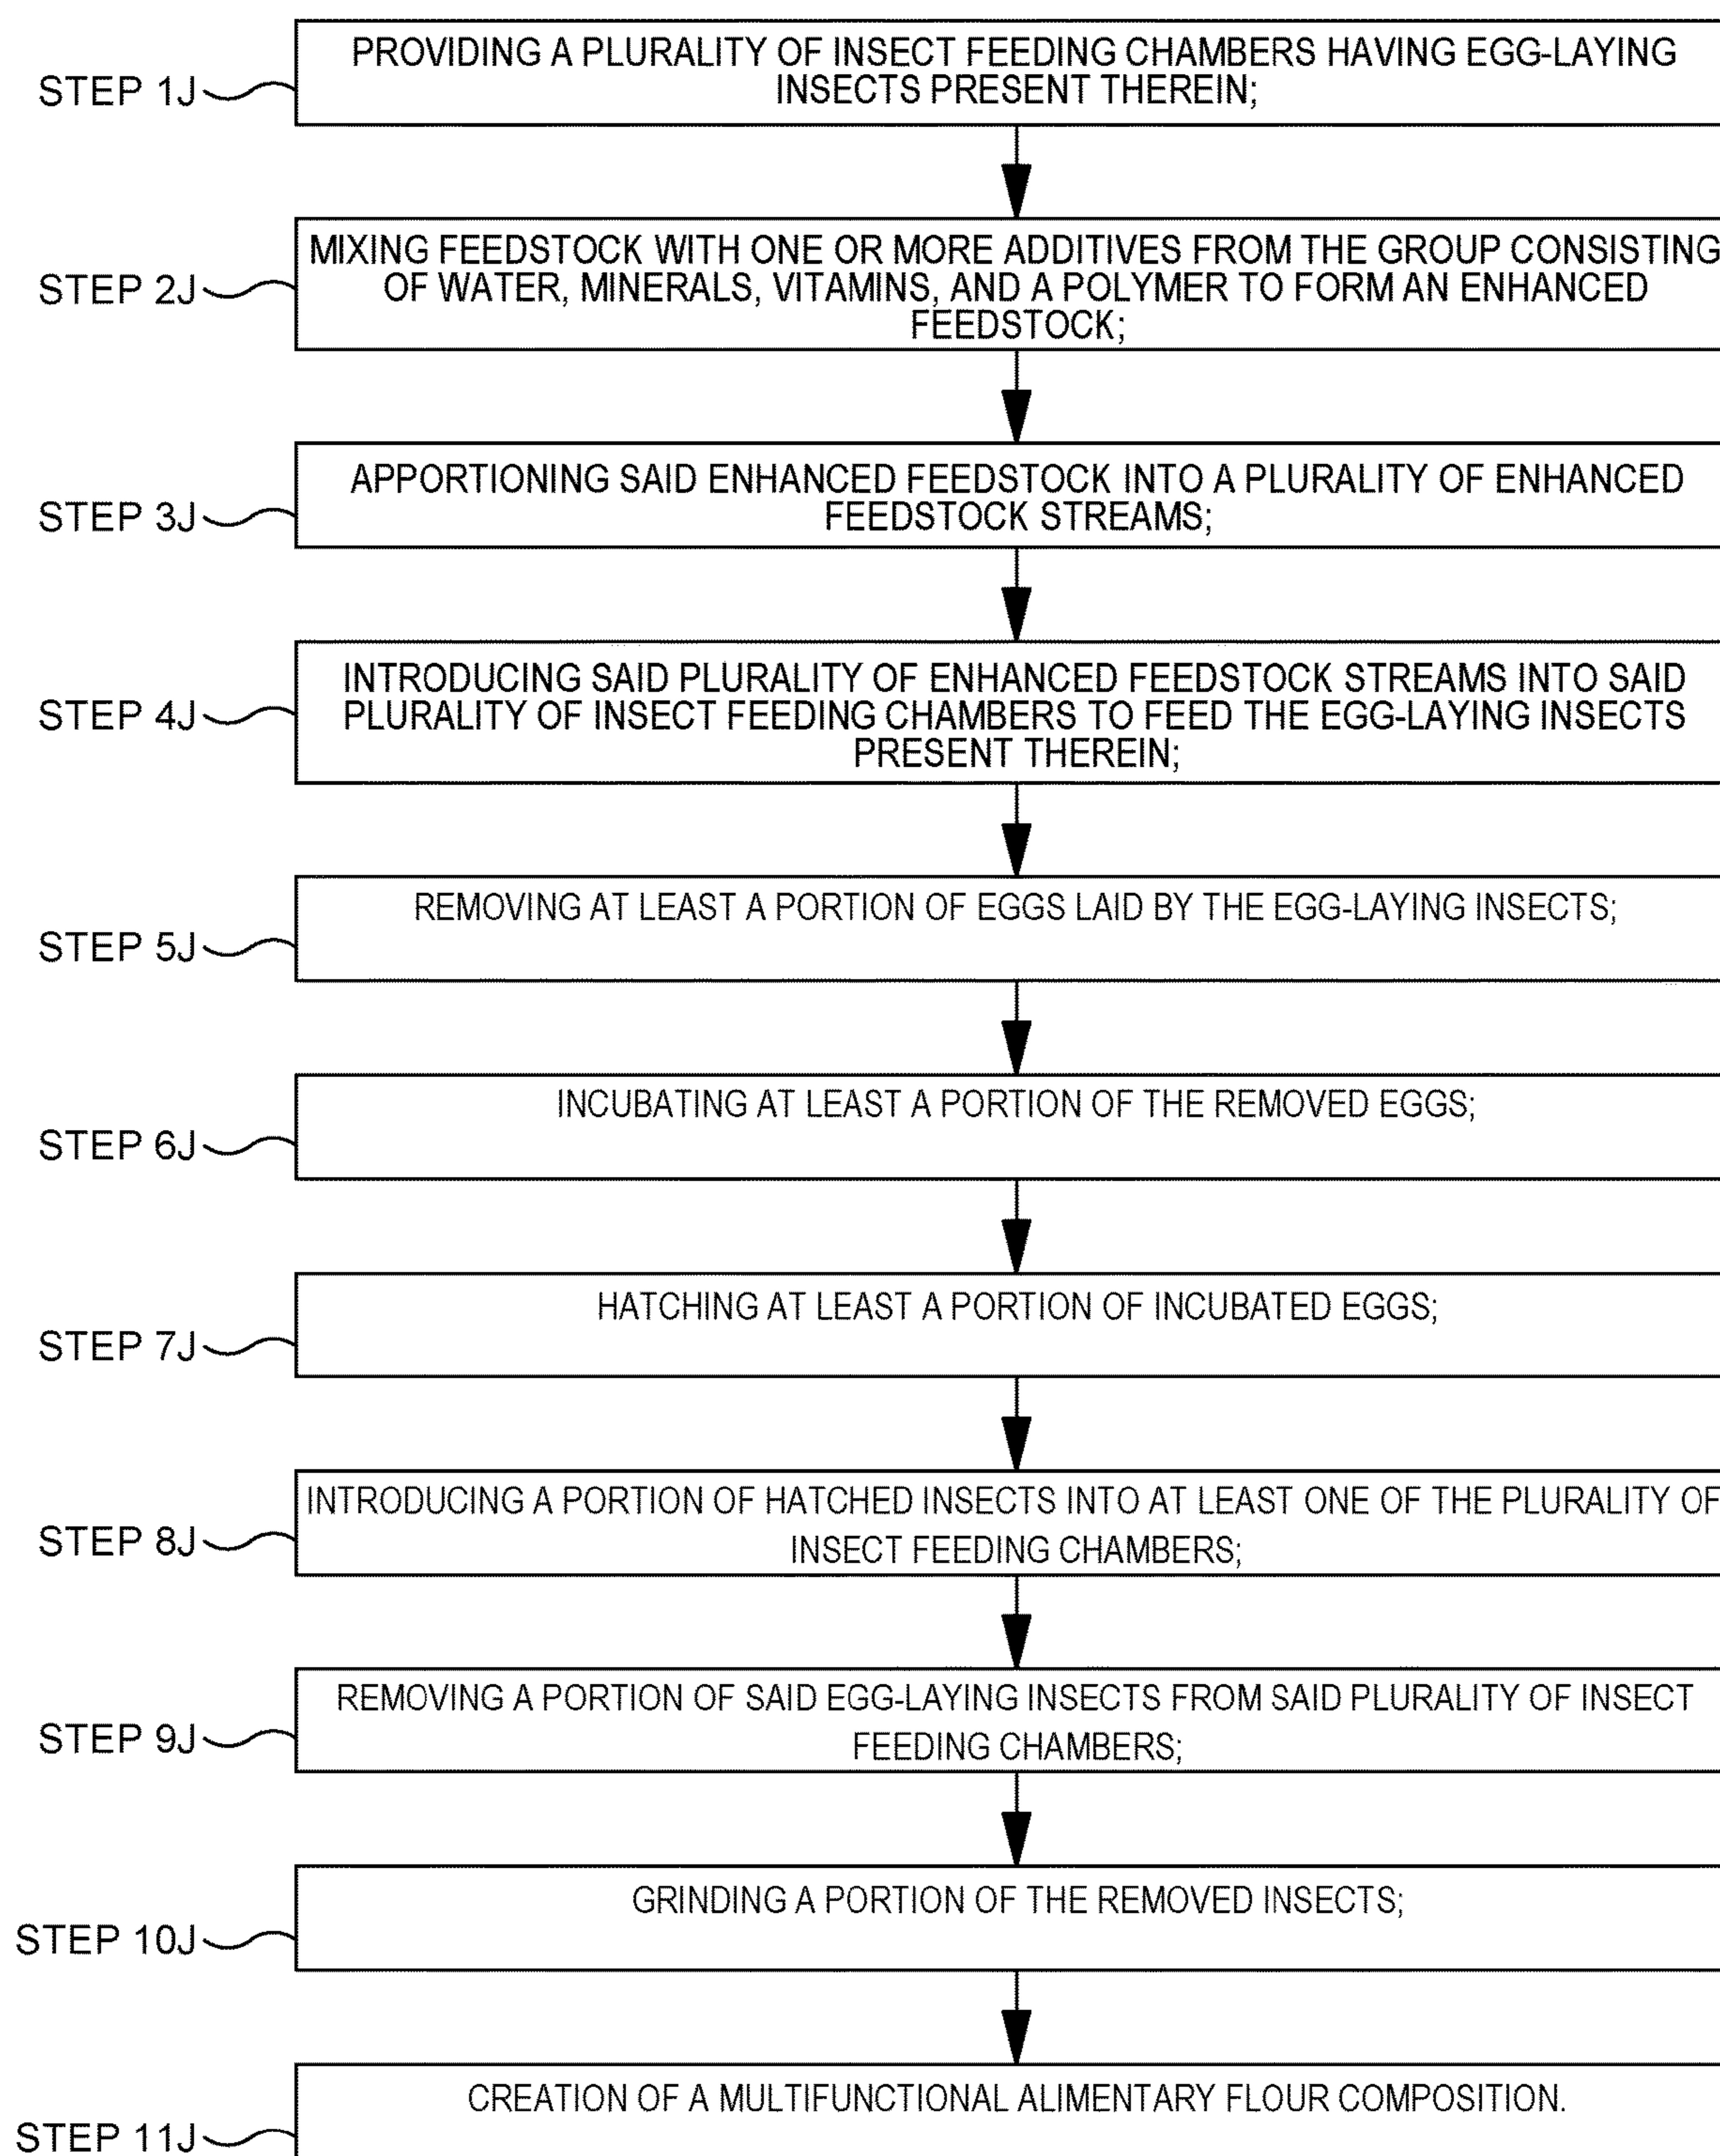 PROVIDING A PLURALITY OF INSECT FEEDING CHAMBERS HAVING EGG-LAYING
STEP 1J
INSECTS PRESENT THEREIN;
MIXING FEEDSTOCK WITH ONE OR MORE ADDITIVES FROM THE GROUP CONSISTING
STEP 2J
OF WATER, MINERALS, VITAMINS, AND A POLYMER TO FORM AN ENHANCED
FEEDSTOCK;
APPORTIONING SAID ENHANCED FEEDSTOCK INTO A PLURALITY OF ENHANCED
STEP 3J
FEEDSTOCK STREAMS;
INTRODUCING SAID PLURALITY OF ENHANCED FEEDSTOCK STREAMS INTO SAID
STEP 4J
PLURALITY OF INSECT FEEDING CHAMBERS TO FEED THE EGG-LAYING INSECTS
PRESENT THEREIN;
REMOVING AT LEAST A PORTION OF EGGS LAID BY THE EGG-LAYING INSECTS;
STEP 5J
INCUBATING AT LEAST A PORTION OF THE REMOVED EGGS;
STEP 6J
HATCHING AT LEAST A PORTION OF INCUBATED EGGS;
STEP 7J
INTRODUCING A PORTION OF HATCHED INSECTS INTO AT LEAST ONE OF THE PLURALITY OF
STEP 8J
INSECT FEEDING CHAMBERS;
REMOVING A PORTION OF SAID EGG-LAYING INSECTS FROM SAID PLURALITY OF INSECT
STEP 9J
FEEDING CHAMBERS;
GRINDING A PORTION OF THE REMOVED INSECTS;
STEP 10J
CREATION OF A MULTIFUNCTIONAL ALIMENTARY FLOUR COMPOSITION.
STEP 11J